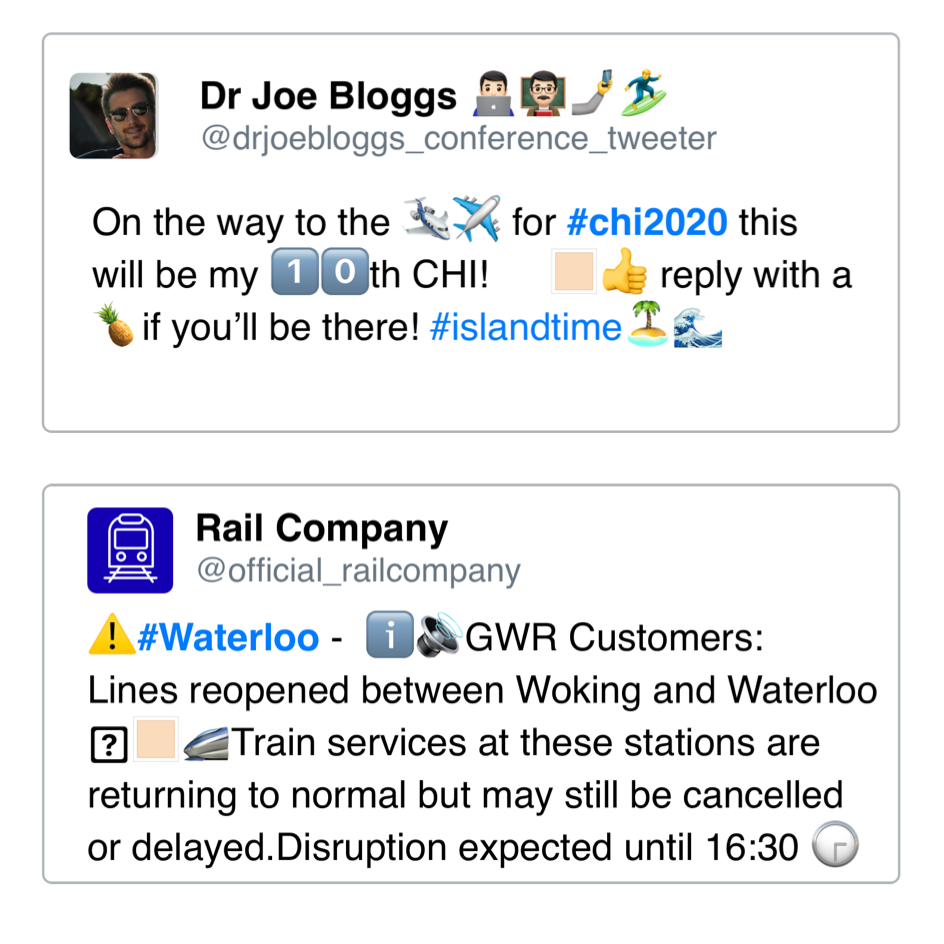 Dr Joe Bloggs 👨🏻‍💻👨🏻‍🏫🤳🏄‍♂️
@drjoebloggs_conference_tweeter
On the way to the 🛩✈️ for #chi2020 this
will be my 1️⃣0️⃣th CHI! 🏻👍 reply with a
🍍if you’ll be there! #islandtime🏝🌊
Rail Company
@official_railcompany
⚠️#Waterloo - ℹ️🔊GWR Customers:
Lines reopened between Woking and Waterloo
⍰🏻🚄Train services at these stations are
returning to normal but may still be cancelled
or delayed.Disruption expected until 16:30 🕞